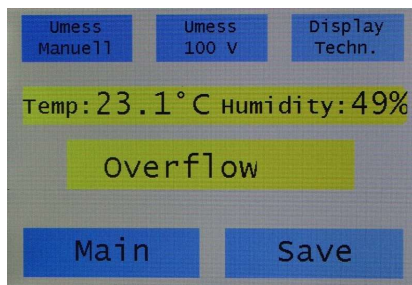 Umess Manuell
Umess 100 V
Display Techn.
Temp:23.1°C Humidity:49%
Overflow
Main
Save